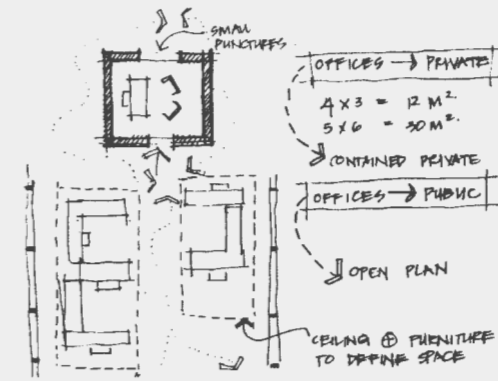 SMALL
PUNCTURES
OFFICES → PRIVATE
4 x 3 = 12 M².
5 x 6 = 30 M².
CONTAINED PRIVATE
OFFICES → PUBLIC
OPEN PLAN
CEILING ⊕ FURNITURE
TO DEFINE SPACE